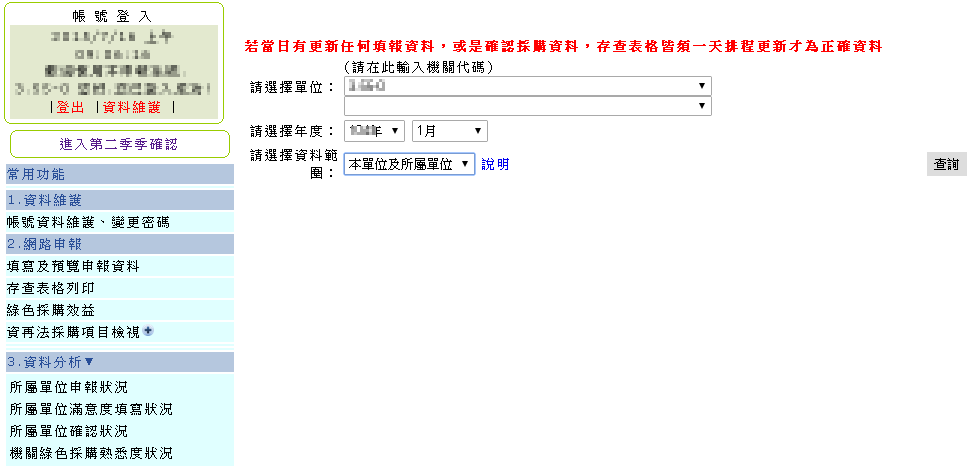 帳 號 登 入
|登出 |資料維護 |
進入第二季季確認
常用功能
1.資料維護
帳號資料維護、變更密碼
2.網路申報
填寫及預覽申報資料
存查表格列印
綠色採購效益
資再法採購項目檢視
3.資料分析▼
所屬單位申報狀況
所屬單位滿意度填寫狀況
所屬單位確認狀況
機關綠色採購熟悉度狀況
若當日有更新任何填報資料，或是確認採購資料，存查表格皆須一天排程更新才為正確資料
(請在此輸入機關代碼)
請選擇單位：
請選擇年度： 年 1月
請選擇資料範
圍： 本單位及所屬單位 說明
查詢